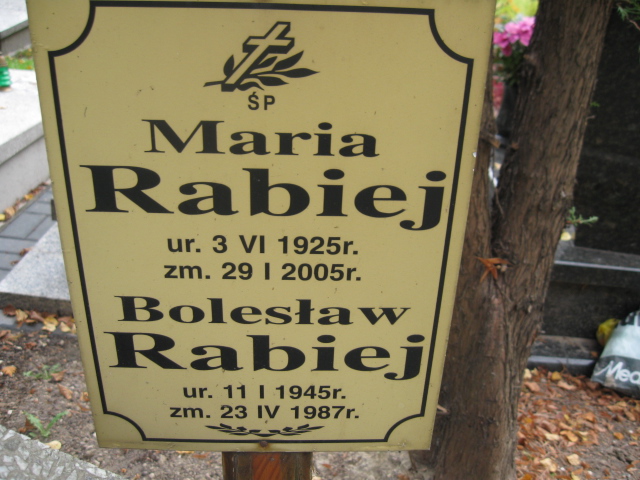 ŚP
Maria
Rabiej
ur. 3 VI 1925r.
zm. 29 I 2005r.
Bolesław
Rabiej
ur. 11 I 1945r.
zm. 23 IV 1987r.